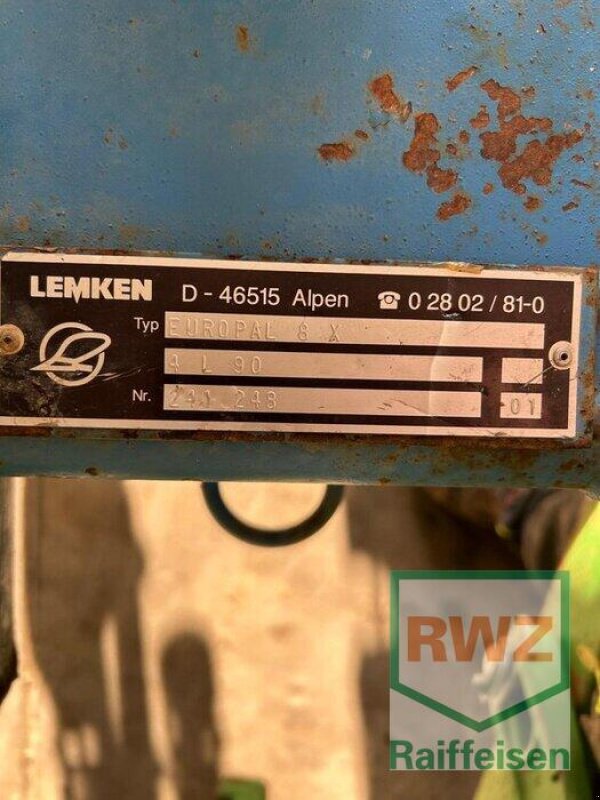 LEMKEN D - 46515 Alpen ☎ 0 28 02 / 81-0
Typ EUROPAL 8 X
4 L 90
Nr. 241 248 -01
RWZ
Raiffeisen